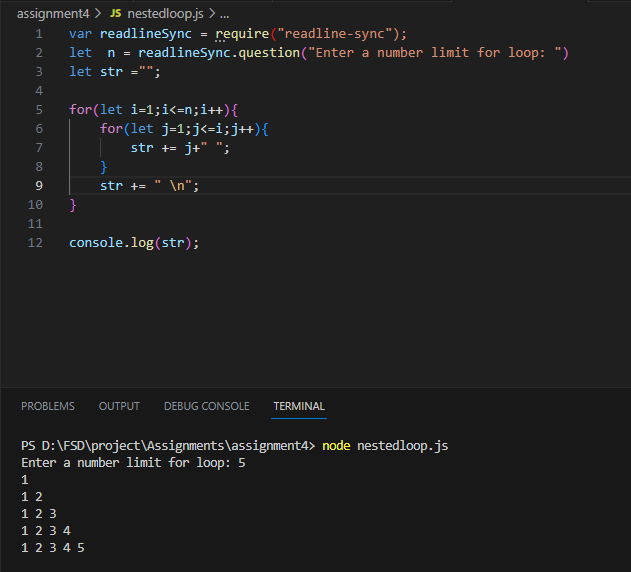 assignment4 > JS nestedloop.js > ...
1 var readlineSync = require("readline-sync");
2 let  n = readlineSync.question("Enter a number limit for loop: ")
3 let str ="";
4
5 for(let i=1;i<=n;i++){
6     for(let j=1;j<=i;j++){
7         str += j+" ";
8     }
9     str += " \n";
10 }
11
12 console.log(str);
PROBLEMS OUTPUT DEBUG CONSOLE TERMINAL
PS D:\FSD\project\Assignments\assignment4> node nestedloop.js
Enter a number limit for loop: 5
1
1 2
1 2 3
1 2 3 4
1 2 3 4 5